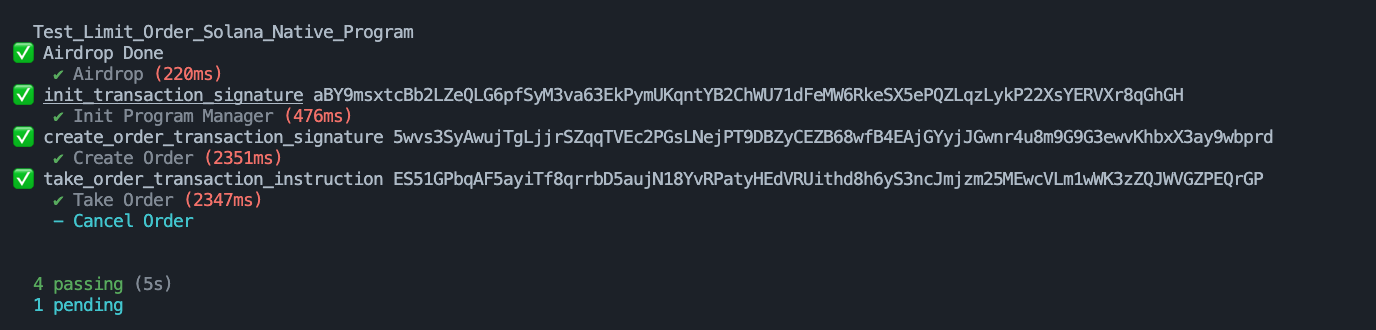 Test_Limit_Order_Solana_Native_Program
✅ Airdrop Done
✔ Airdrop (220ms)
✅ init_transaction_signature aBY9msxtcBb2LZeQLG6pfSyM3va63EkPymUKqntYB2ChWU71dFeMW6RkeSX5ePQZLqzLykP22XsYERVXr8qGhGH
✔ Init Program Manager (476ms)
✅ create_order_transaction_signature 5wvs3SyAwujTgLjjrSZqqTVEc2PGsLNejPT9DBZyCEZB68wfB4EAjGYyjJGwnr4u8m9G9G3ewvKhbxX3ay9wbprd
✔ Create Order (2351ms)
✅ take_order_transaction_instruction ES51GPbqAF5ayiTf8qrrbD5aujN18YvRPatyHEdVRUithd8h6yS3ncJmjzm25MEwcVLm1wWK3zZQJWVGZPEQrGP
✔ Take Order (2347ms)
- Cancel Order
4 passing (5s)
1 pending